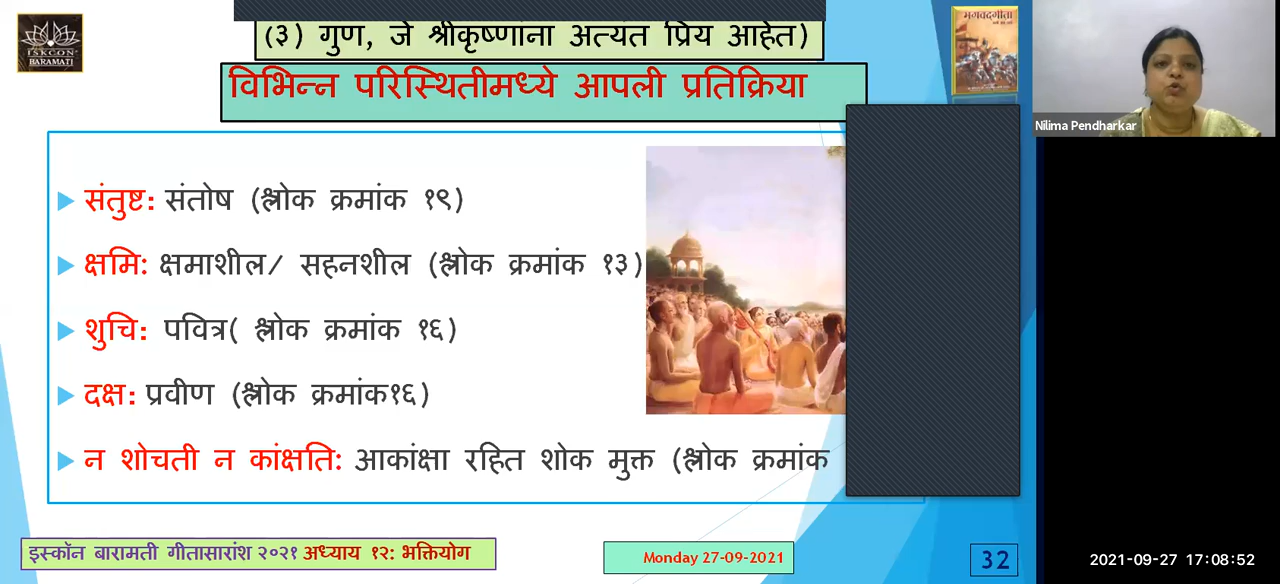 ISKCON
BARAMATI
(३) गुण, जे श्रीकृष्णाना अत्यत प्रिय आहेत)
विभिन्न परिस्थितीमध्ये आपली प्रतिक्रिया
भगवद्‌गीता
Nilima Pendharkar
संतुष्ट: संतोष (श्लोक क्रमांक १९)
क्षमि: क्षमाशील/ सहनशील (श्लोक क्रमांक १३)
शुचि: पवित्र( श्लोक क्रमांक १६)
दक्ष: प्रवीण (श्लोक क्रमांक१६)
न शोचती न कांक्षति: आकांक्षा रहित शोक मुक्त (श्लोक क्रमांक
इस्कॉन बारामती गीतासारांश २०२१ अध्याय १२: भक्तियोग
Monday 27-09-2021
32
2021-09-27 17:08:52